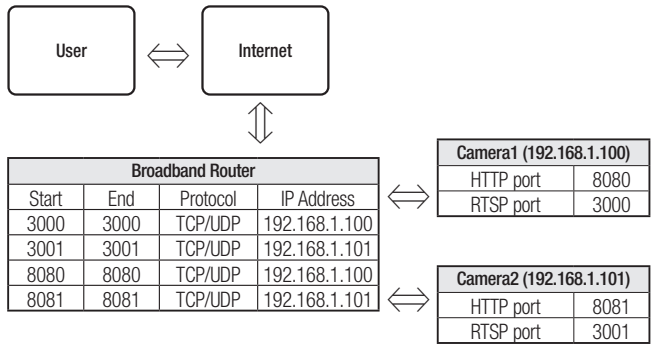 User
Internet
Broadband Router
Start End Protocol IP Address
3000 3000 TCP/UDP 192.168.1.100
3001 3001 TCP/UDP 192.168.1.101
8080 8080 TCP/UDP 192.168.1.100
8081 8081 TCP/UDP 192.168.1.101
Camera1 (192.168.1.100)
HTTP port 8080
RTSP port 3000
Camera2 (192.168.1.101)
HTTP port 8081
RTSP port 3001